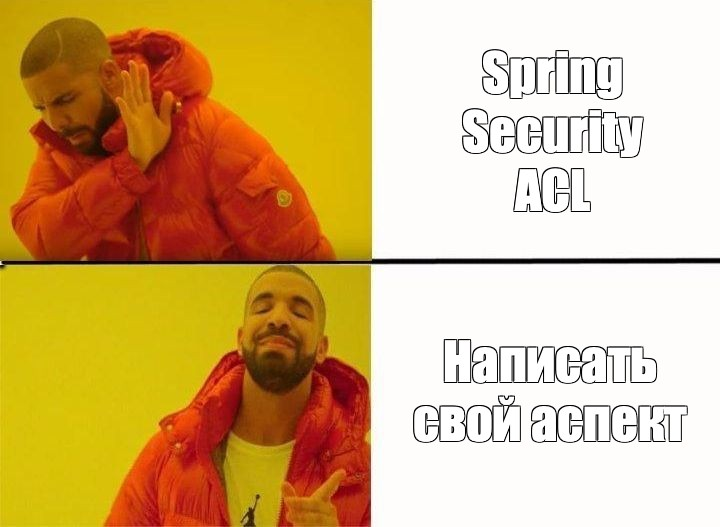 Spring
Security
ACL
Написать
свой аспект